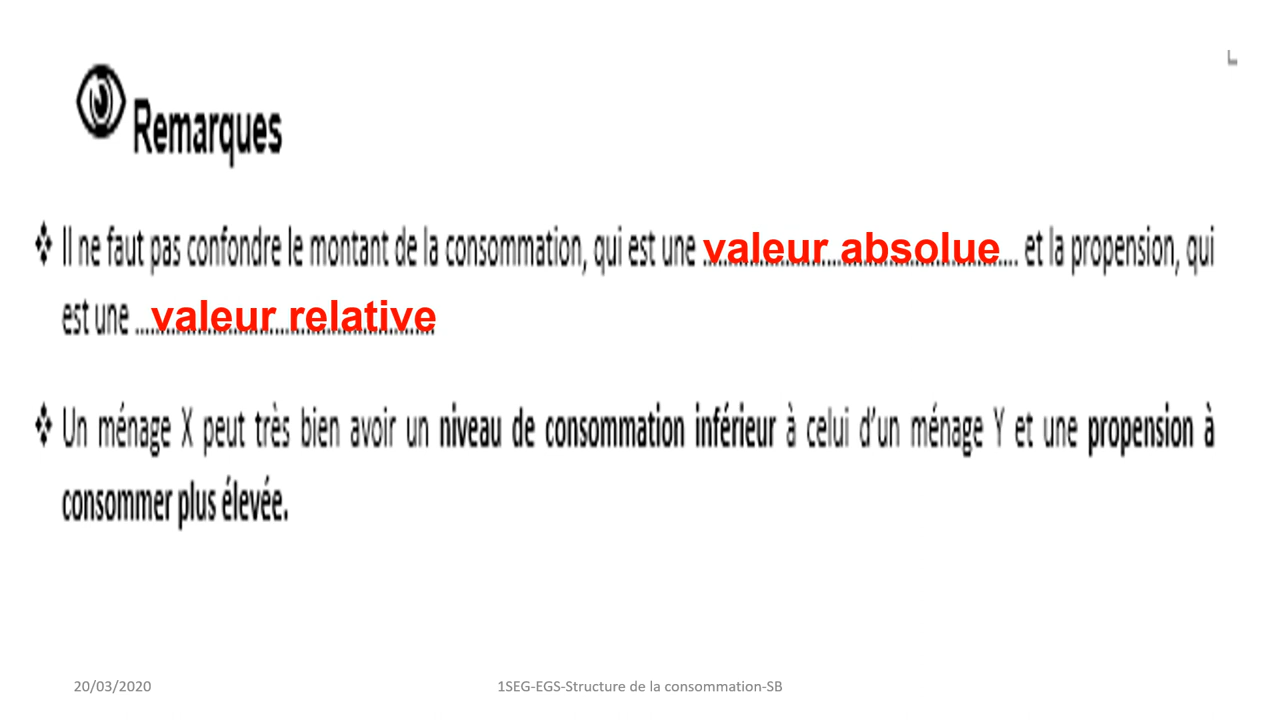 Remarques
❖ Il ne faut pas confondre le montant de la consommation, qui est une valeur absolue ... et la propension, qui
est une ... valeur relative
❖ Un ménage X peut très bien avoir un niveau de consommation inférieur à celui d'un ménage Y et une propension à
consommer plus élevée.
20/03/2020 1SEG-EGS-Structure de la consommation-SB